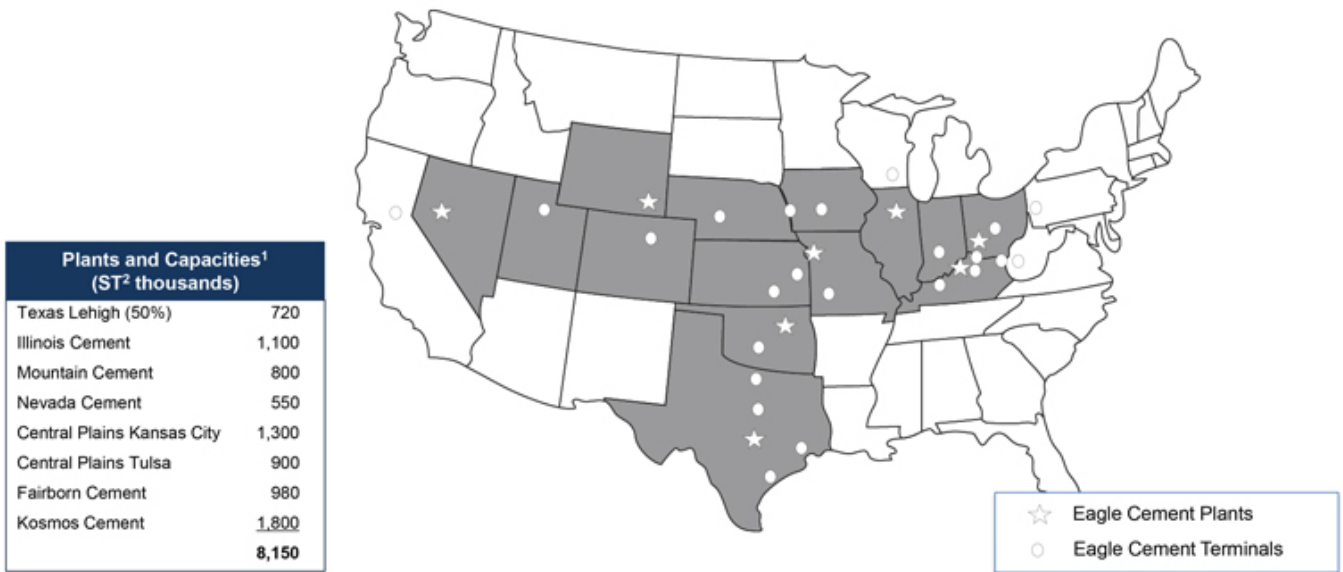 Plants and Capacities¹
(ST² thousands)
Texas Lehigh (50%) 720
Illinois Cement 1,100
Mountain Cement 800
Nevada Cement 550
Central Plains Kansas City 1,300
Central Plains Tulsa 900
Fairborn Cement 980
Kosmos Cement 1,800
8,150
Eagle Cement Plants
Eagle Cement Terminals